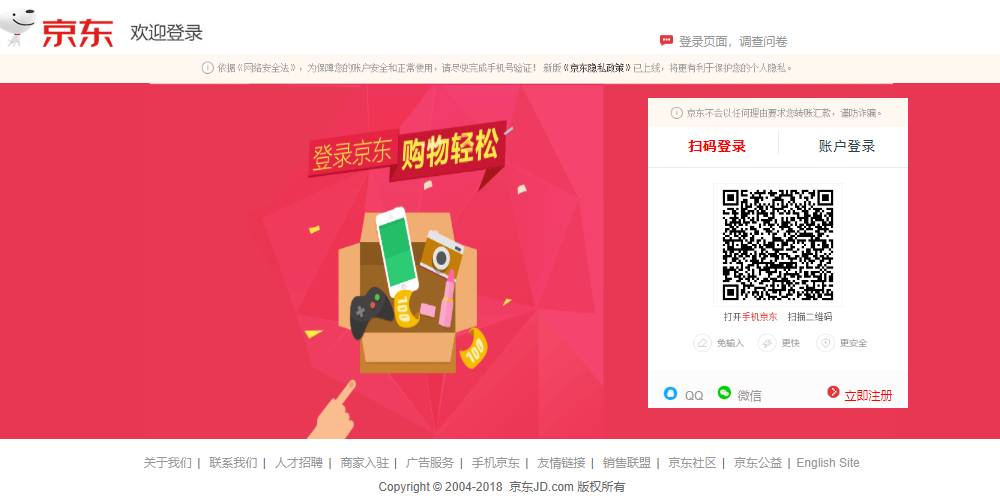 京东 欢迎登录
登录页面，调查问卷
依据《网络安全法》，为保障您的账户安全和正常使用，请尽快完成手机号验证！ 新版《京东隐私政策》已上线，将更有利于保护您的个人隐私。
京东不会以任何理由要求您转账汇款，谨防诈骗。
登录京东 购物轻松
扫码登录 账户登录
100
100
打开手机京东 扫描二维码
免输入 更快 更安全
QQ 微信 立即注册
关于我们 | 联系我们 | 人才招聘 | 商家入驻 | 广告服务 | 手机京东 | 友情链接 | 销售联盟 | 京东社区 | 京东公益 | English Site
Copyright © 2004-2018 京东JD.com 版权所有